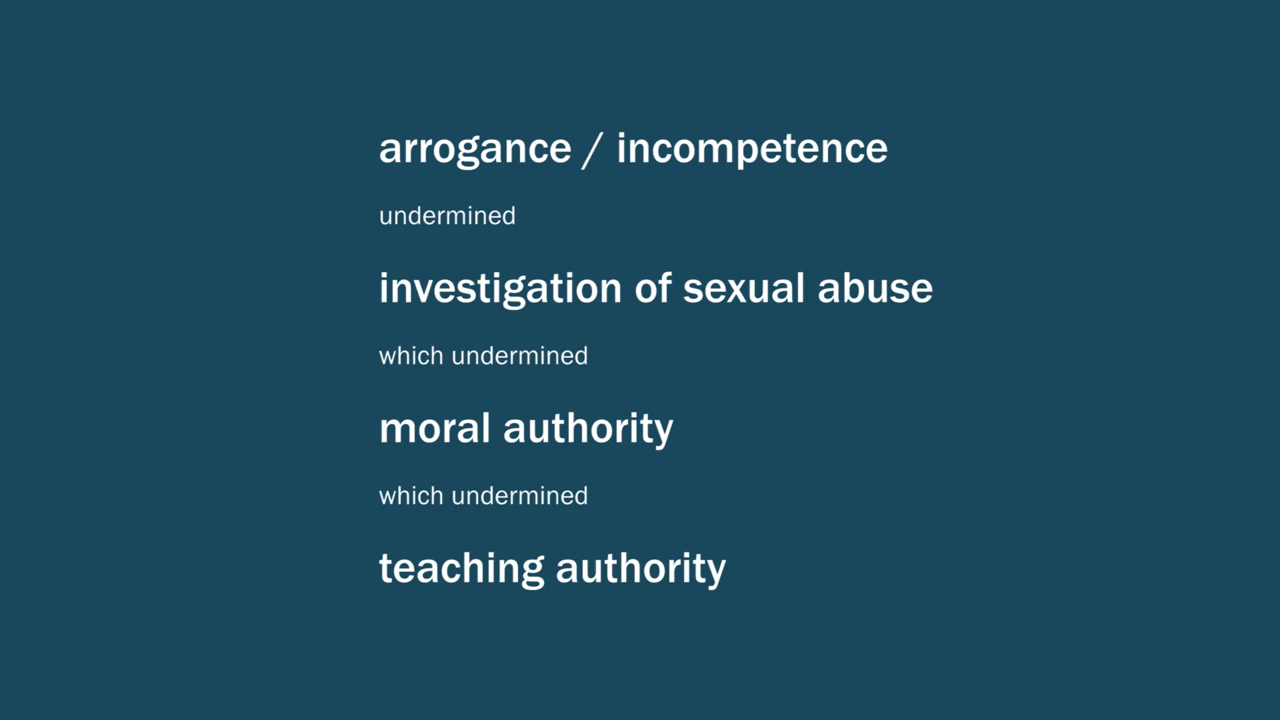 arrogance / incompetence
undermined
investigation of sexual abuse
which undermined
moral authority
which undermined
teaching authority